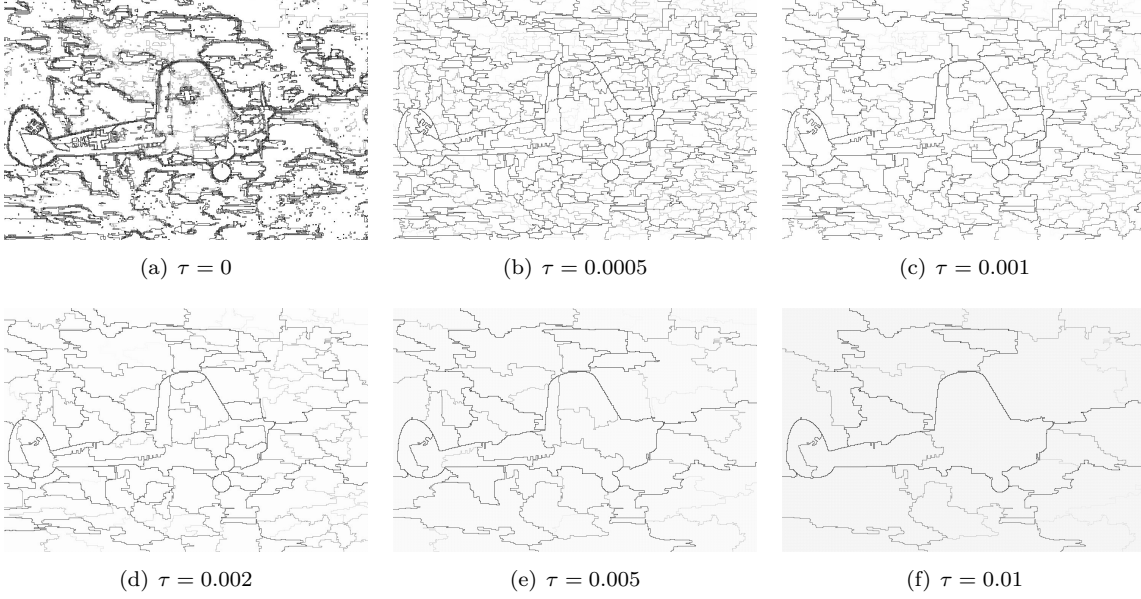 (a) τ = 0
(b) τ = 0.0005
(c) τ = 0.001
(d) τ = 0.002
(e) τ = 0.005
(f) τ = 0.01